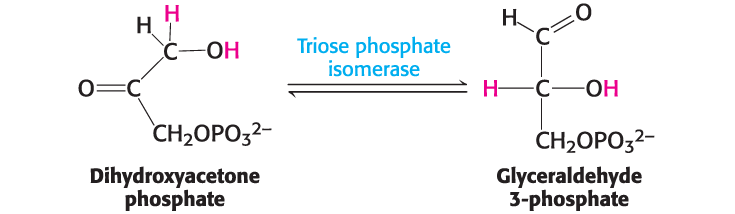 H
H
C—OH
O=C
CH₂OPO₃²⁻
Dihydroxyacetone
phosphate
Triose phosphate
isomerase
H
O
C
H—C—OH
CH₂OPO₃²⁻
Glyceraldehyde
3-phosphate